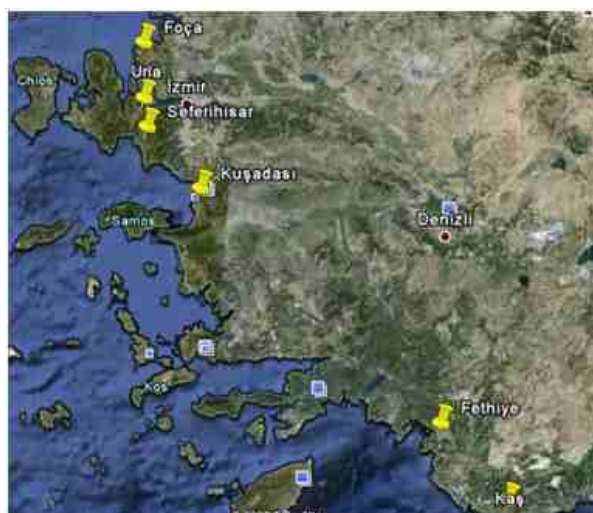 Foça
Chios
Urla
İzmir
Seferihisar
Kuşadası
Samos
Denizli
Kos
Fethiye
Kaş